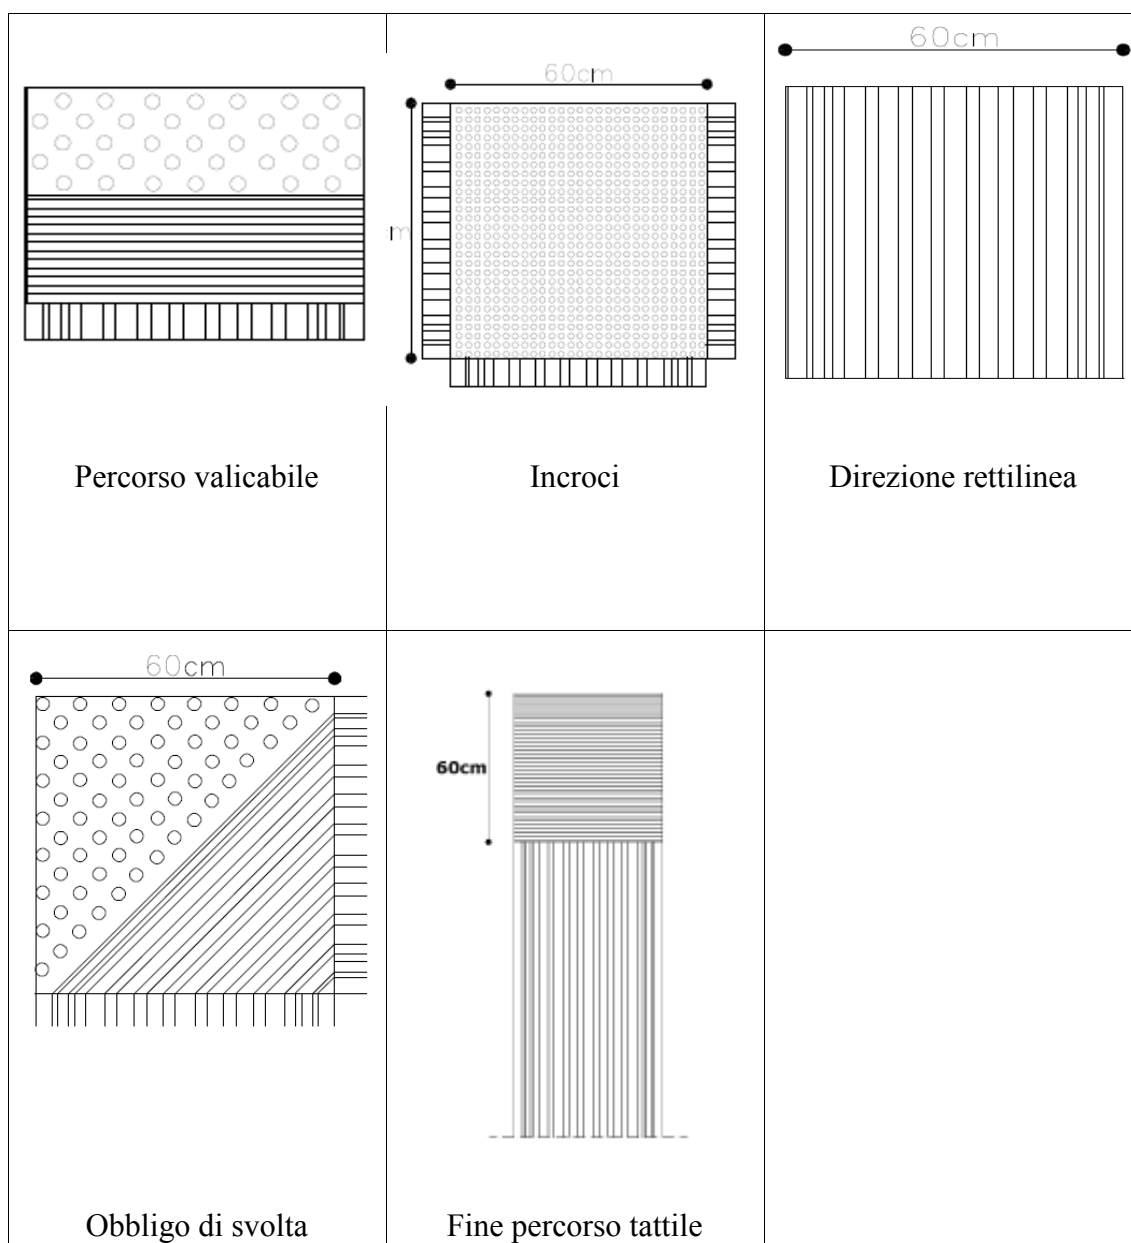 60cm
60cm
m
Percorso valicabile
Incroci
Direzione rettilinea
60cm
60cm
Obbligo di svolta
Fine percorso tattile